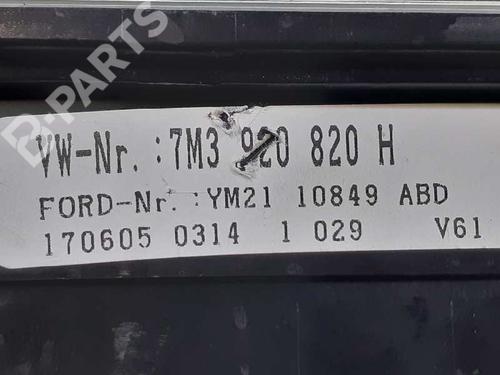 B-PARTS
VW-Nr.:7M3 920 820 H
FORD-Nr.:YM21 10849 ABD
170605 0314 1 029 V61